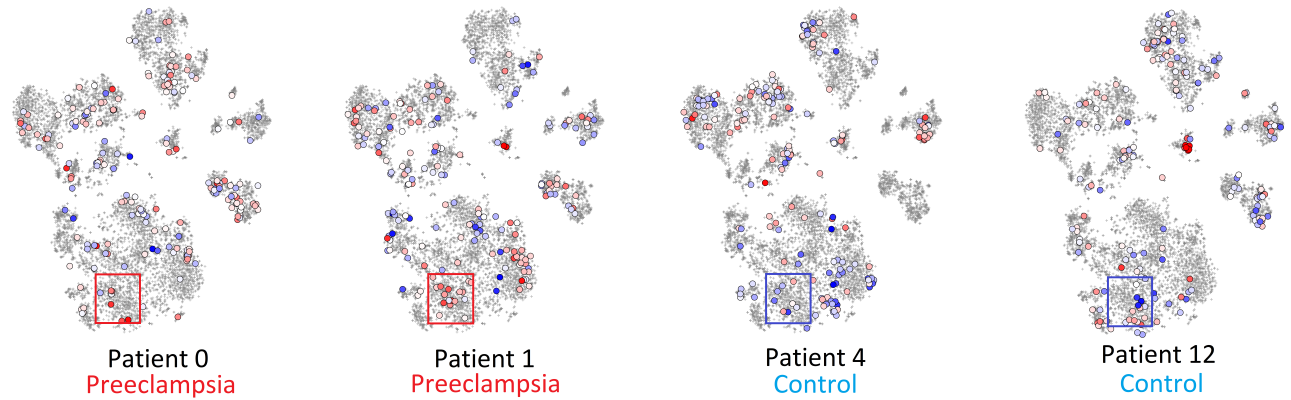 Patient 0
Preeclampsia
Patient 1
Preeclampsia
Patient 4
Control
Patient 12
Control